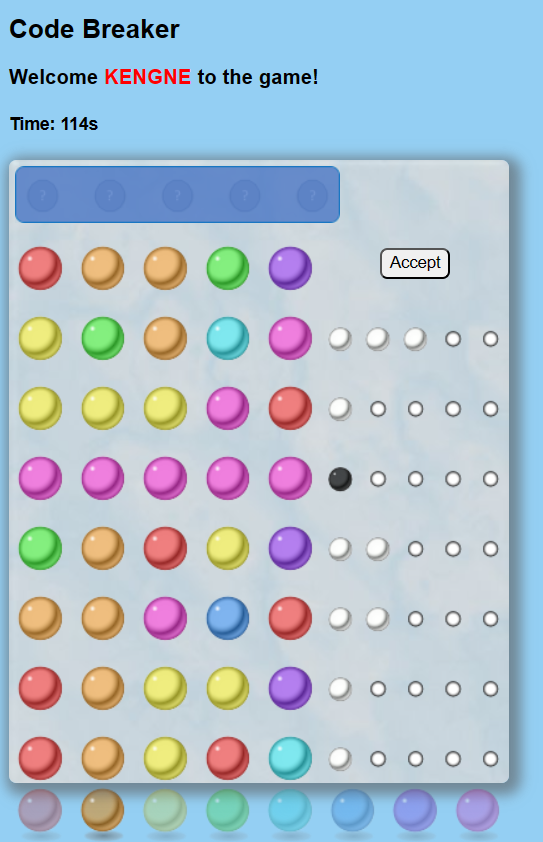 Code Breaker
Welcome KENGNE to the game!
Time: 114s
? ? ? ? ?
Accept